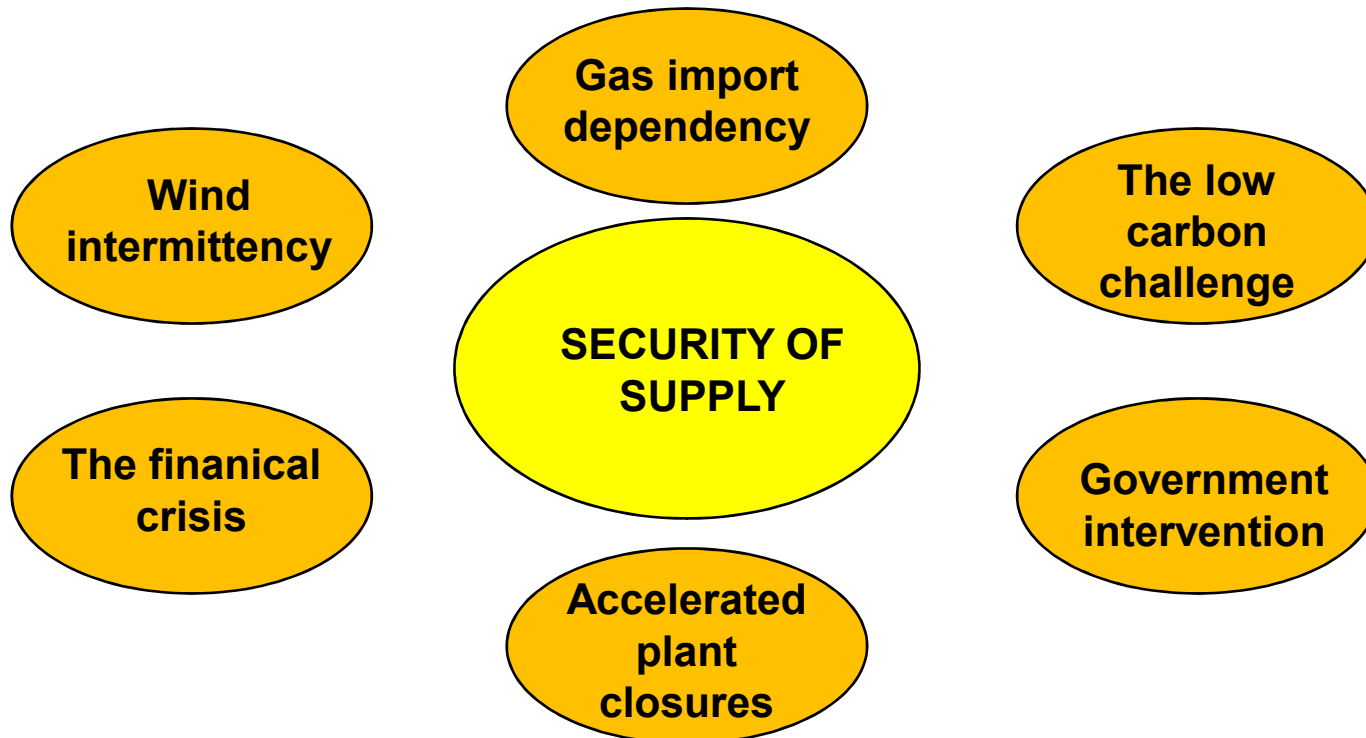 Gas import
dependency
Wind
intermittency
The low
carbon
challenge
SECURITY OF
SUPPLY
The finanical
crisis
Government
intervention
Accelerated
plant
closures